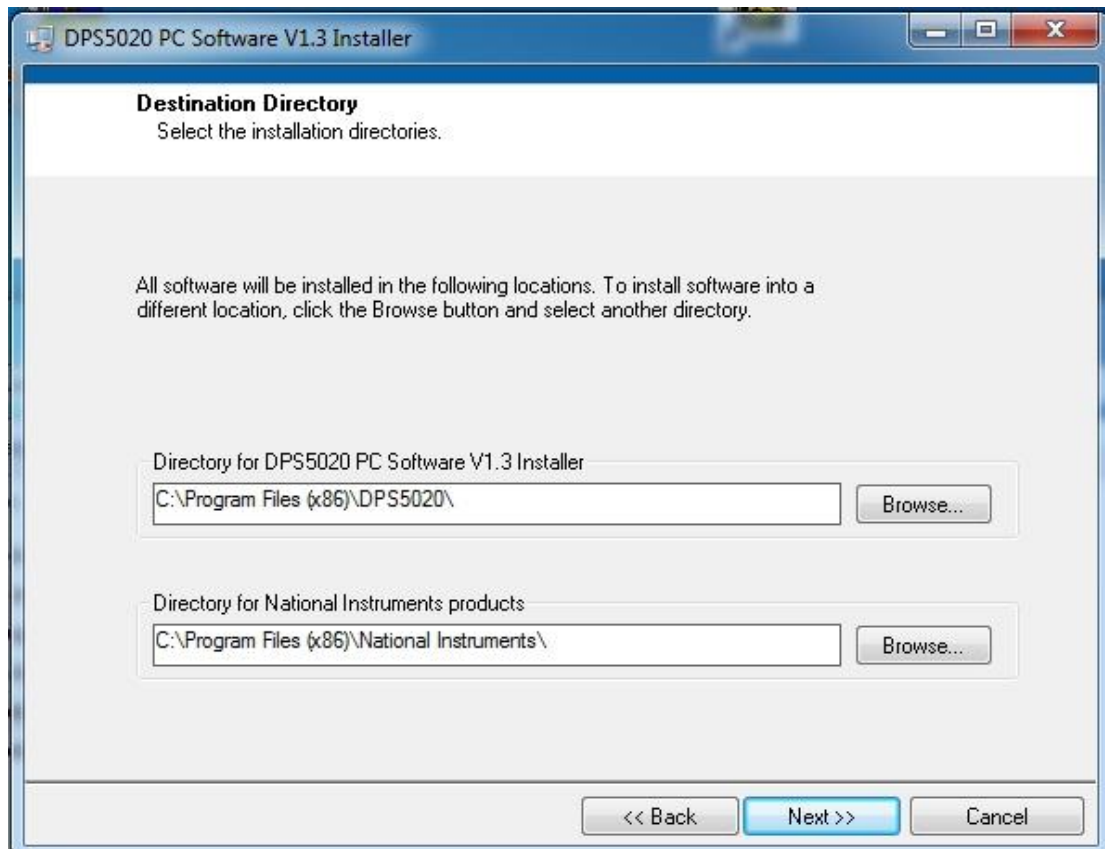 DPS5020 PC Software V1.3 Installer
Destination Directory
Select the installation directories.
All software will be installed in the following locations. To install software into a
different location, click the Browse button and select another directory.
Directory for DPS5020 PC Software V1.3 Installer
C:\Program Files (x86)\DPS5020\
Browse...
Directory for National Instruments products
C:\Program Files (x86)\National Instruments\
Browse...
<< Back
Next >>
Cancel